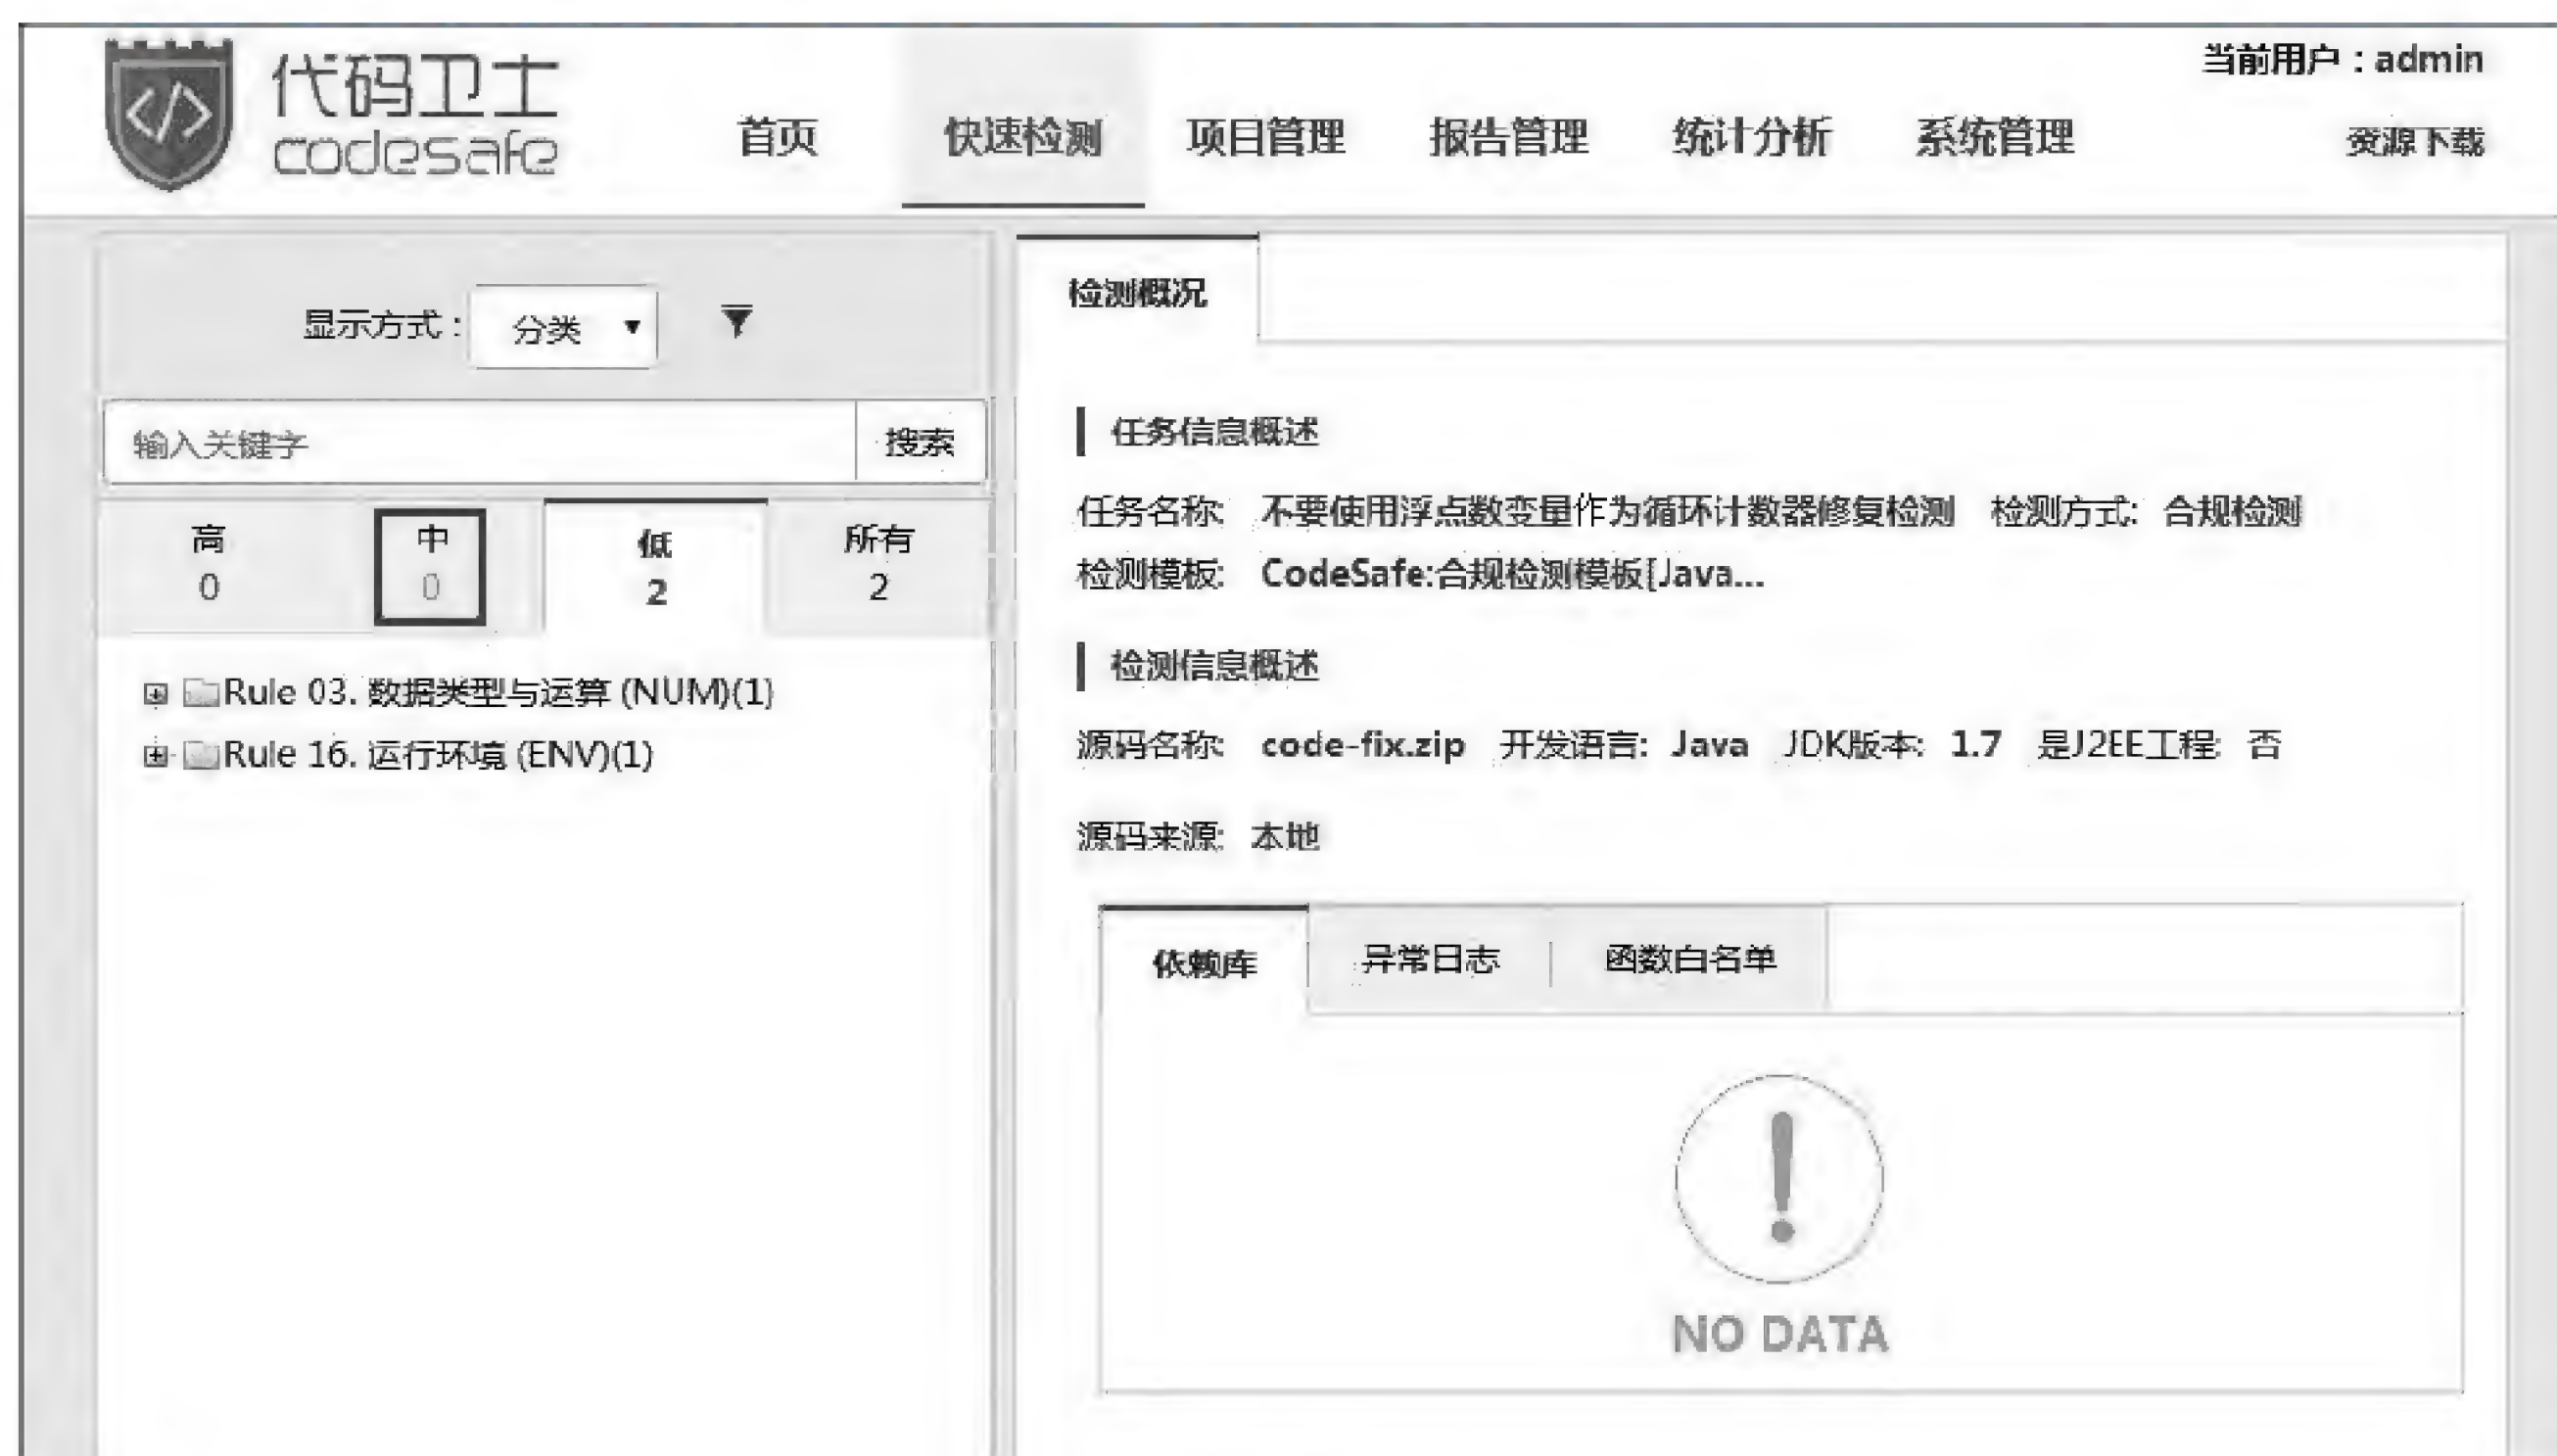 代码卫士
codesafe
当前用户：admin
首页 快速检测 项目管理 报告管理 统计分析 系统管理 资源下载
显示方式： 分类
输入关键字 搜索
高 中 低 所有
0 0 2 2
Rule 03. 数据类型与运算 (NUM)(1)
Rule 16. 运行环境 (ENV)(1)
检测概况
任务信息概述
任务名称: 不要使用浮点数变量作为循环计数器修复检测 检测方式: 合规检测
检测模板: CodeSafe:合规检测模板[Java...
检测信息概述
源码名称: code-fix.zip 开发语言: Java JDK版本: 1.7 是J2EE工程: 否
源码来源: 本地
依赖库 异常日志 函数白名单
NO DATA